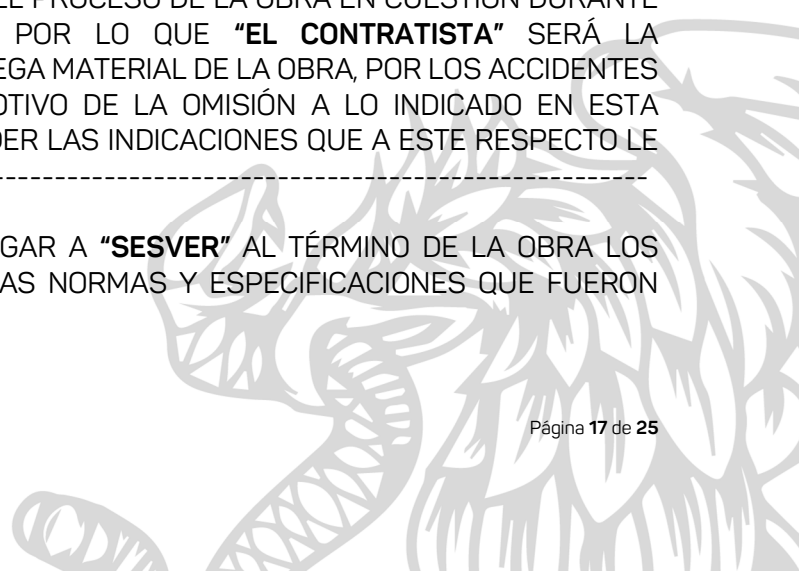 EL PROCESO DE LA OBRA EN CUESTIÓN DURANTE
POR LO QUE "EL CONTRATISTA" SERÁ LA
EGA MATERIAL DE LA OBRA, POR LOS ACCIDENTES
OTIVO DE LA OMISIÓN A LO INDICADO EN ESTA
DER LAS INDICACIONES QUE A ESTE RESPECTO LE
------------------------------------------------------
GAR A "SESVER" AL TÉRMINO DE LA OBRA LOS
AS NORMAS Y ESPECIFICACIONES QUE FUERON
Página 17 de 25